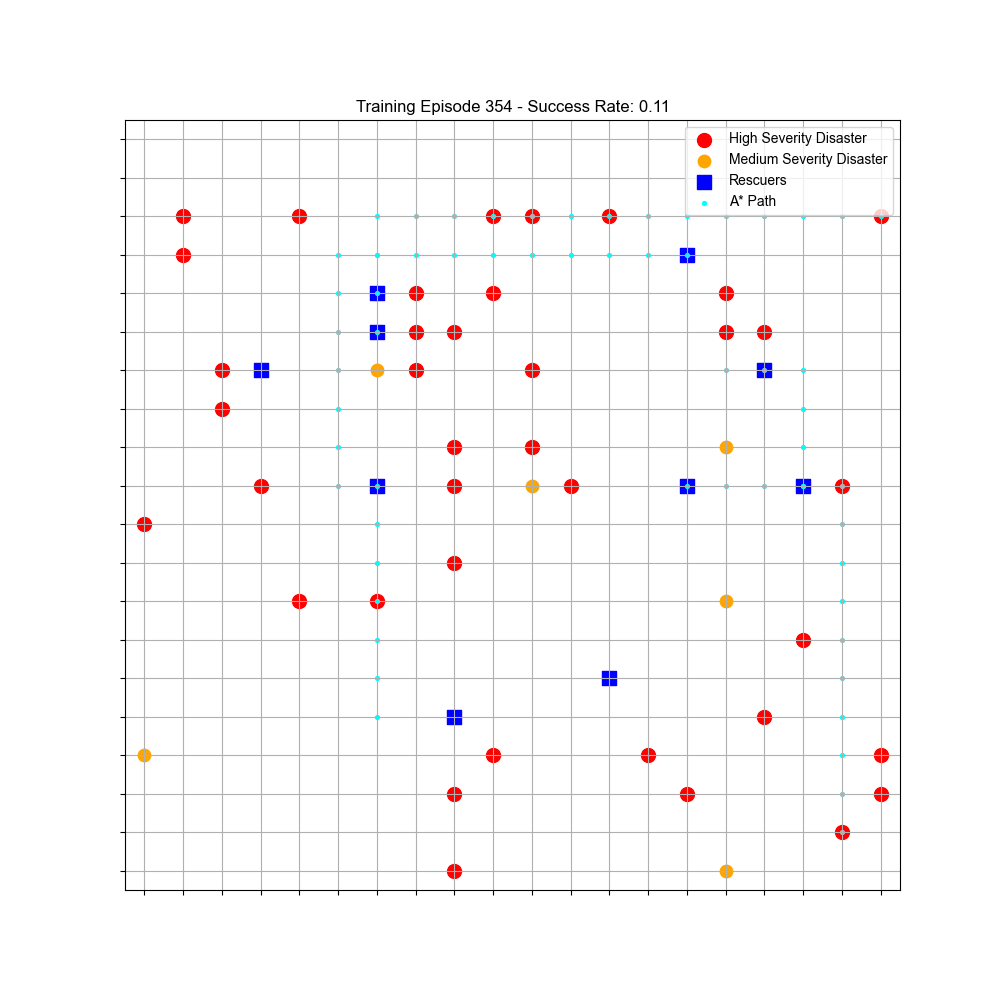 Training Episode 354 - Success Rate: 0.11
High Severity Disaster
Medium Severity Disaster
Rescuers
A* Path